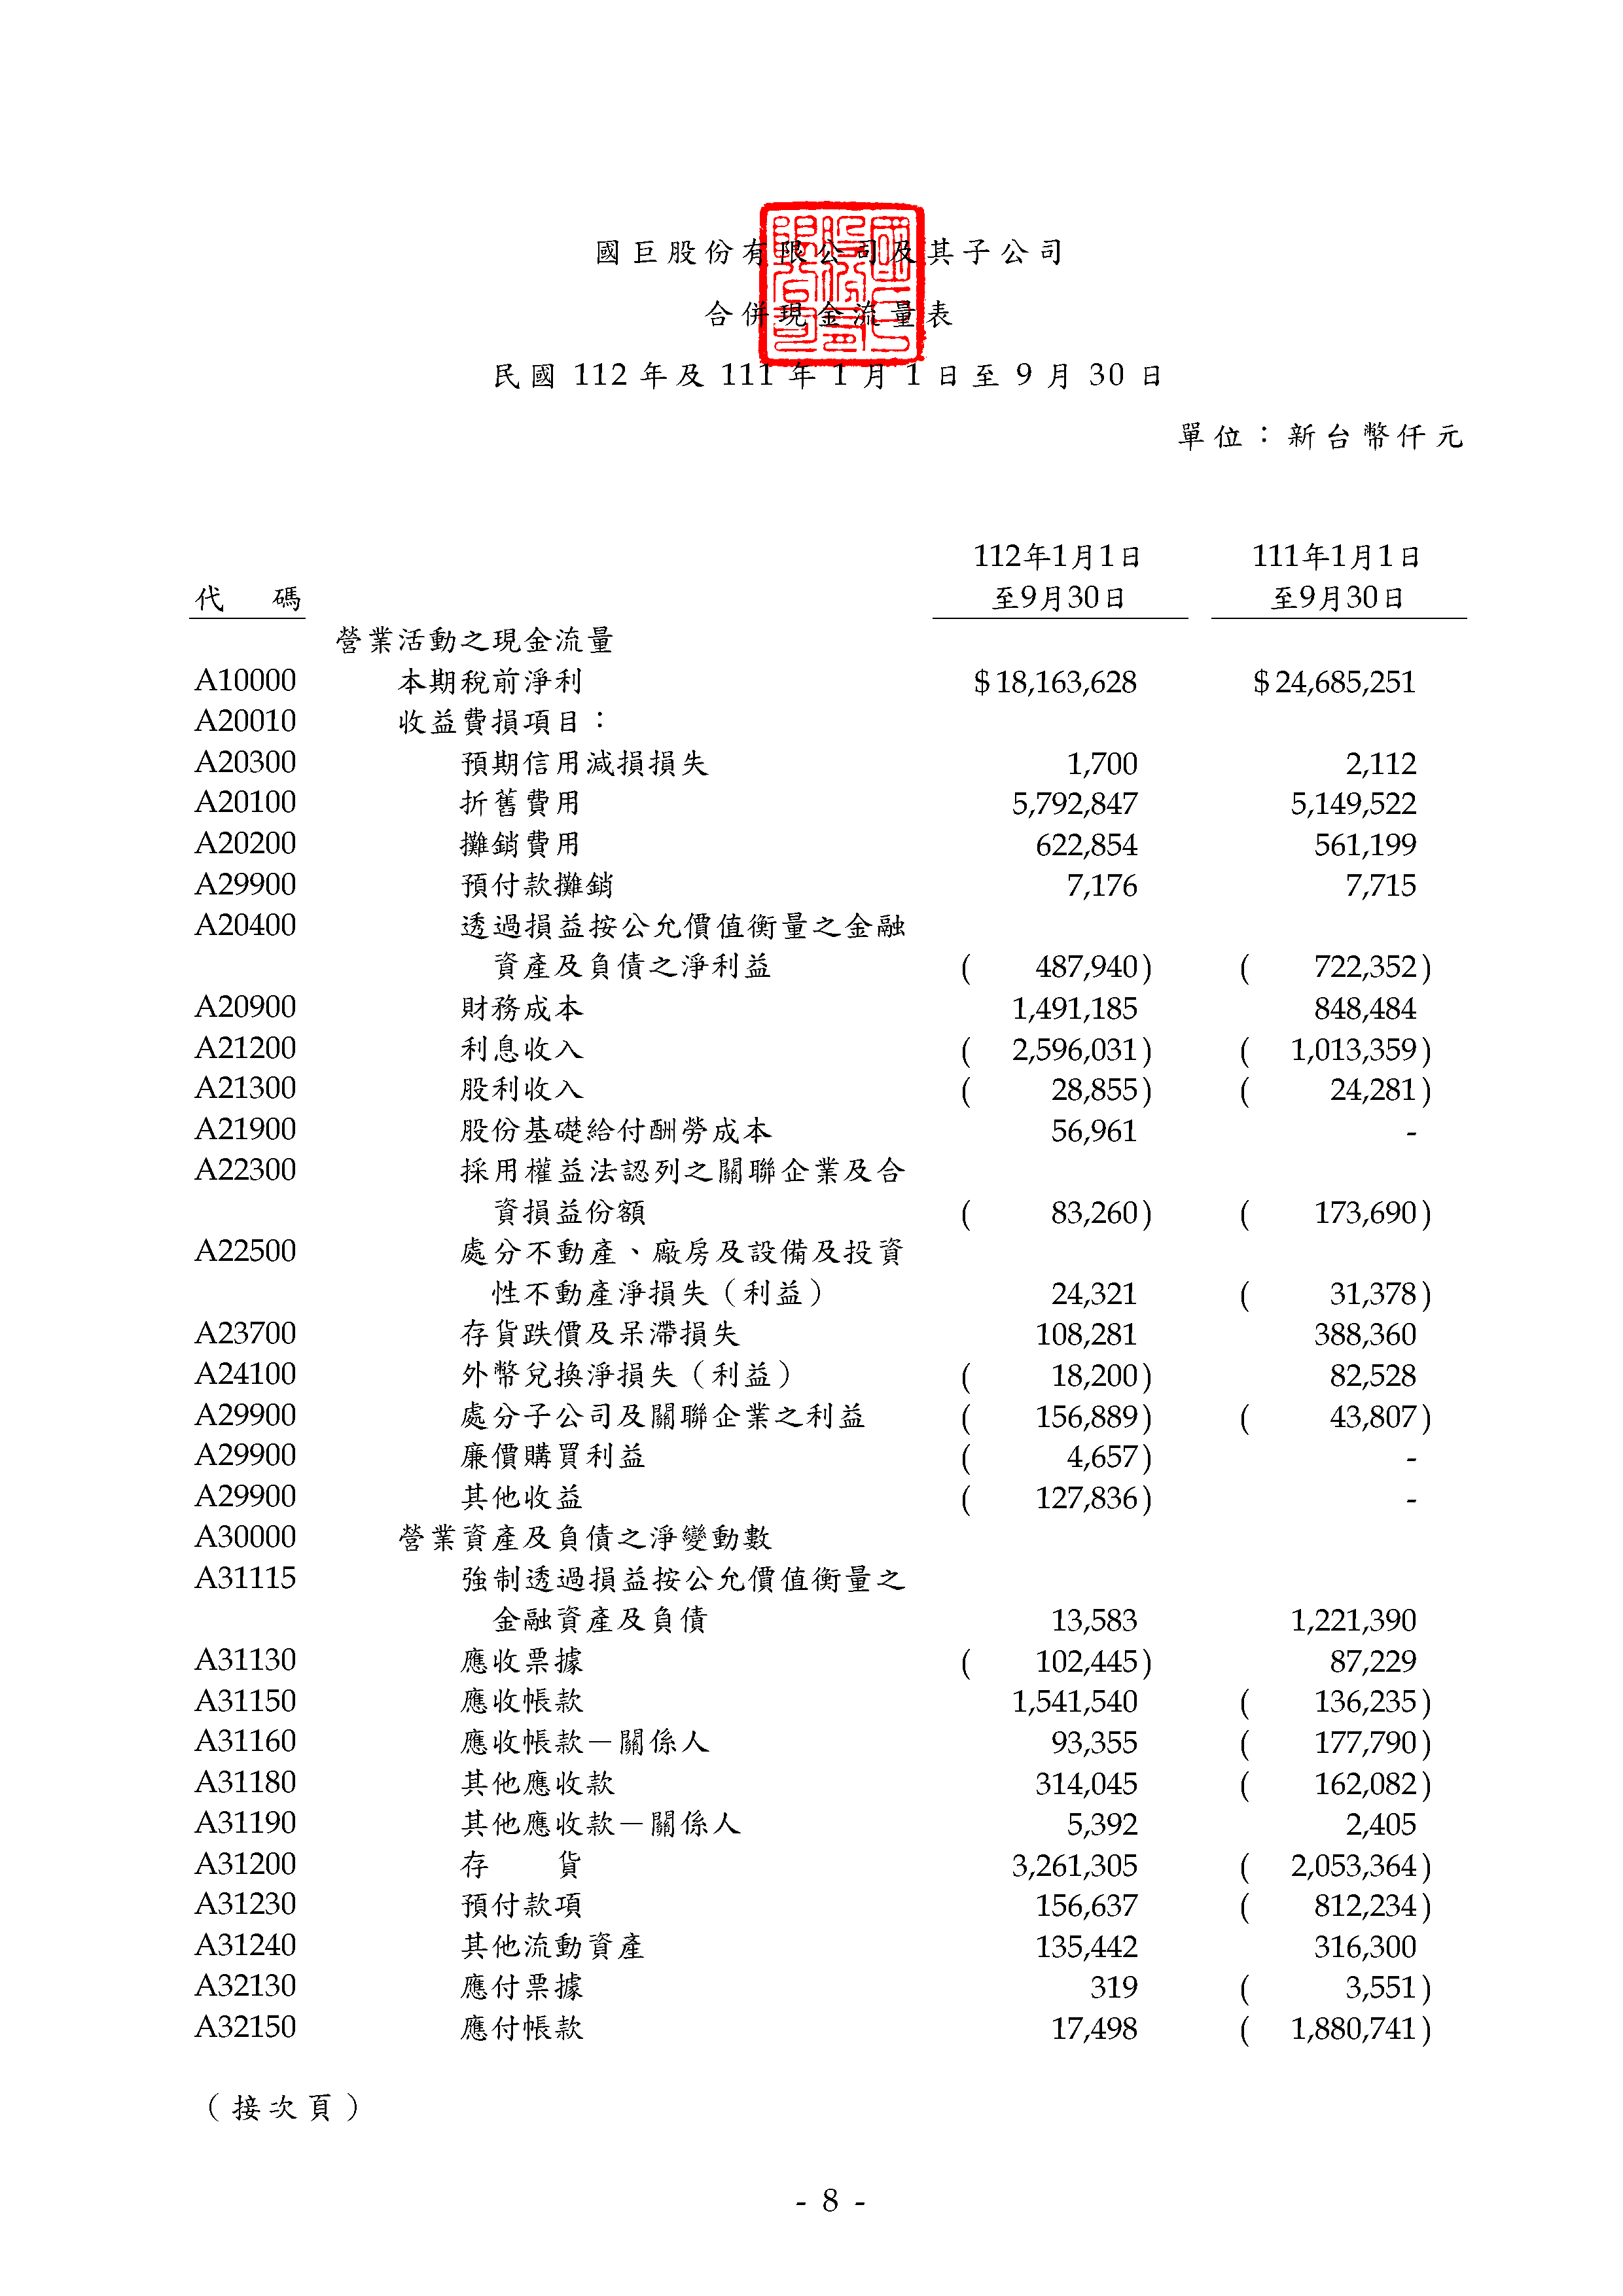 國巨股份有限公司及其子公司
合併現金流量表
民國 112 年及 111 年 1 月 1 日至 9 月 30 日
單位：新台幣仟元
112年1月1日 111年1月1日
代 碼 至9月30日 至9月30日
營業活動之現金流量
A10000 本期稅前淨利 $ 18,163,628 $ 24,685,251
A20010 收益費損項目：
A20300 預期信用減損損失 1,700 2,112
A20100 折舊費用 5,792,847 5,149,522
A20200 攤銷費用 622,854 561,199
A29900 預付款攤銷 7,176 7,715
A20400 透過損益按公允價值衡量之金融
資產及負債之淨利益 ( 487,940) ( 722,352)
A20900 財務成本 1,491,185 848,484
A21200 利息收入 ( 2,596,031) ( 1,013,359)
A21300 股利收入 ( 28,855) ( 24,281)
A21900 股份基礎給付酬勞成本 56,961 -
A22300 採用權益法認列之關聯企業及合
資損益份額 ( 83,260) ( 173,690)
A22500 處分不動產、廠房及設備及投資
性不動產淨損失（利益） 24,321 ( 31,378)
A23700 存貨跌價及呆滯損失 108,281 388,360
A24100 外幣兌換淨損失（利益） ( 18,200) 82,528
A29900 處分子公司及關聯企業之利益 ( 156,889) ( 43,807)
A29900 廉價購買利益 ( 4,657) -
A29900 其他收益 ( 127,836) -
A30000 營業資產及負債之淨變動數
A31115 強制透過損益按公允價值衡量之
金融資產及負債 13,583 1,221,390
A31130 應收票據 ( 102,445) 87,229
A31150 應收帳款 1,541,540 ( 136,235)
A31160 應收帳款－關係人 93,355 ( 177,790)
A31180 其他應收款 314,045 ( 162,082)
A31190 其他應收款－關係人 5,392 2,405
A31200 存 貨 3,261,305 ( 2,053,364)
A31230 預付款項 156,637 ( 812,234)
A31240 其他流動資產 135,442 316,300
A32130 應付票據 319 ( 3,551)
A32150 應付帳款 17,498 ( 1,880,741)
（接次頁）
- 8 -